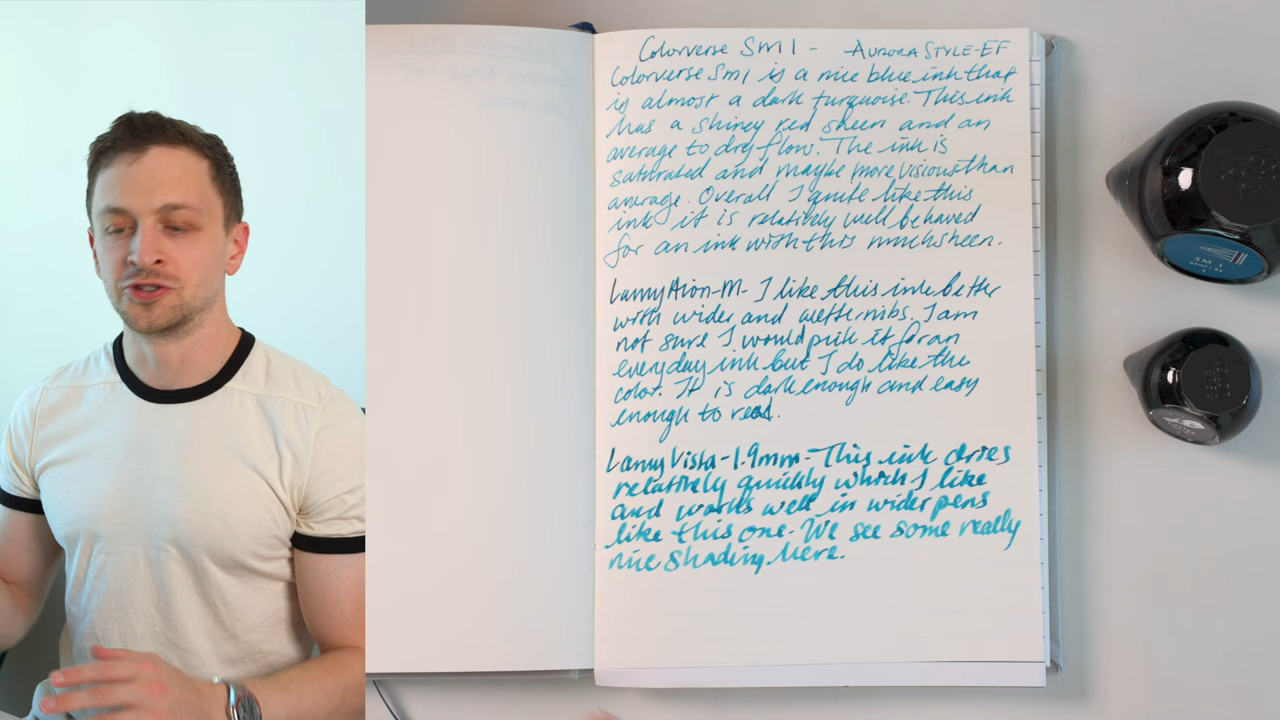 Colorverse SM 1 - AURORA STYLE-EF
Colorverse Sm1 is a nice blue ink that
is almost a dark turquoise. This ink
has a shiney red sheen and an
average to dry flow. The ink is
saturated and maybe more viscious than
average. Overall I quite like this
ink it is relatively well behaved
for an ink with this much sheen.
Lamy Aion-M- I like this ink better
with wider and wetter nibs. I am
not sure I would pick it for an
everyday ink but I do like the
color. It is dark enough and easy
enough to read.
Lamy Vista-1.9mm- This ink dries
relatively quickly which I like
and works well in wider pens
like this one. We see some really
nice shading here.
SM 1